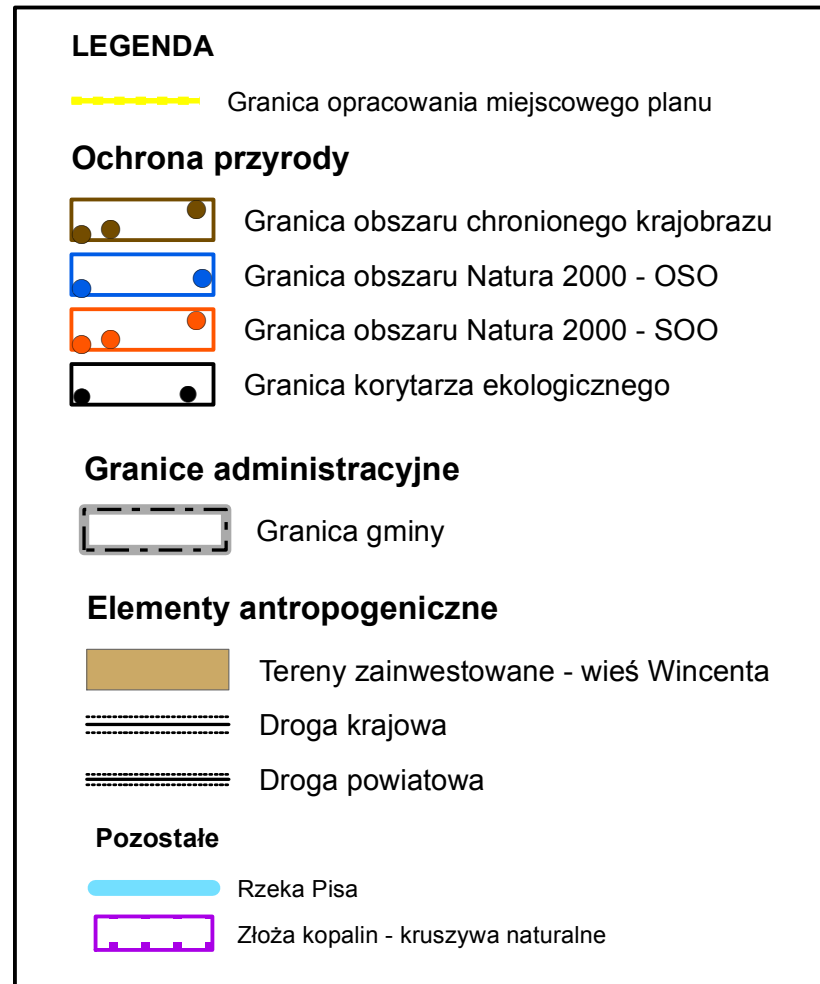 LEGENDA
Granica opracowania miejscowego planu
Ochrona przyrody
Granica obszaru chronionego krajobrazu
Granica obszaru Natura 2000 - OSO
Granica obszaru Natura 2000 - SOO
Granica korytarza ekologicznego
Granice administracyjne
Granica gminy
Elementy antropogeniczne
Tereny zainwestowane - wieś Wincenta
Droga krajowa
Droga powiatowa
Pozostałe
Rzeka Pisa
Złoża kopalin - kruszywa naturalne